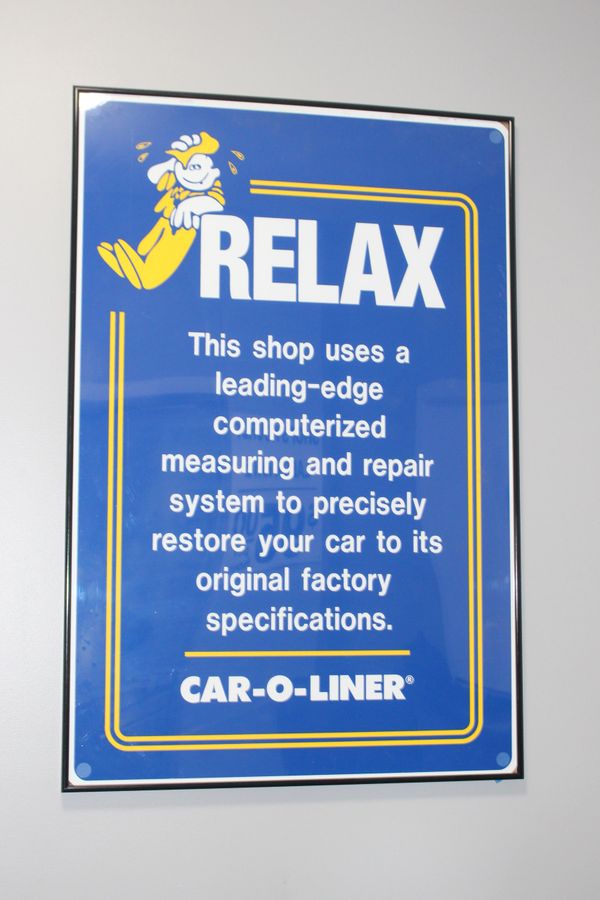 RELAX
This shop uses a
leading-edge
computerized
measuring and repair
system to precisely
restore your car to its
original factory
specifications.
CAR-O-LINER®